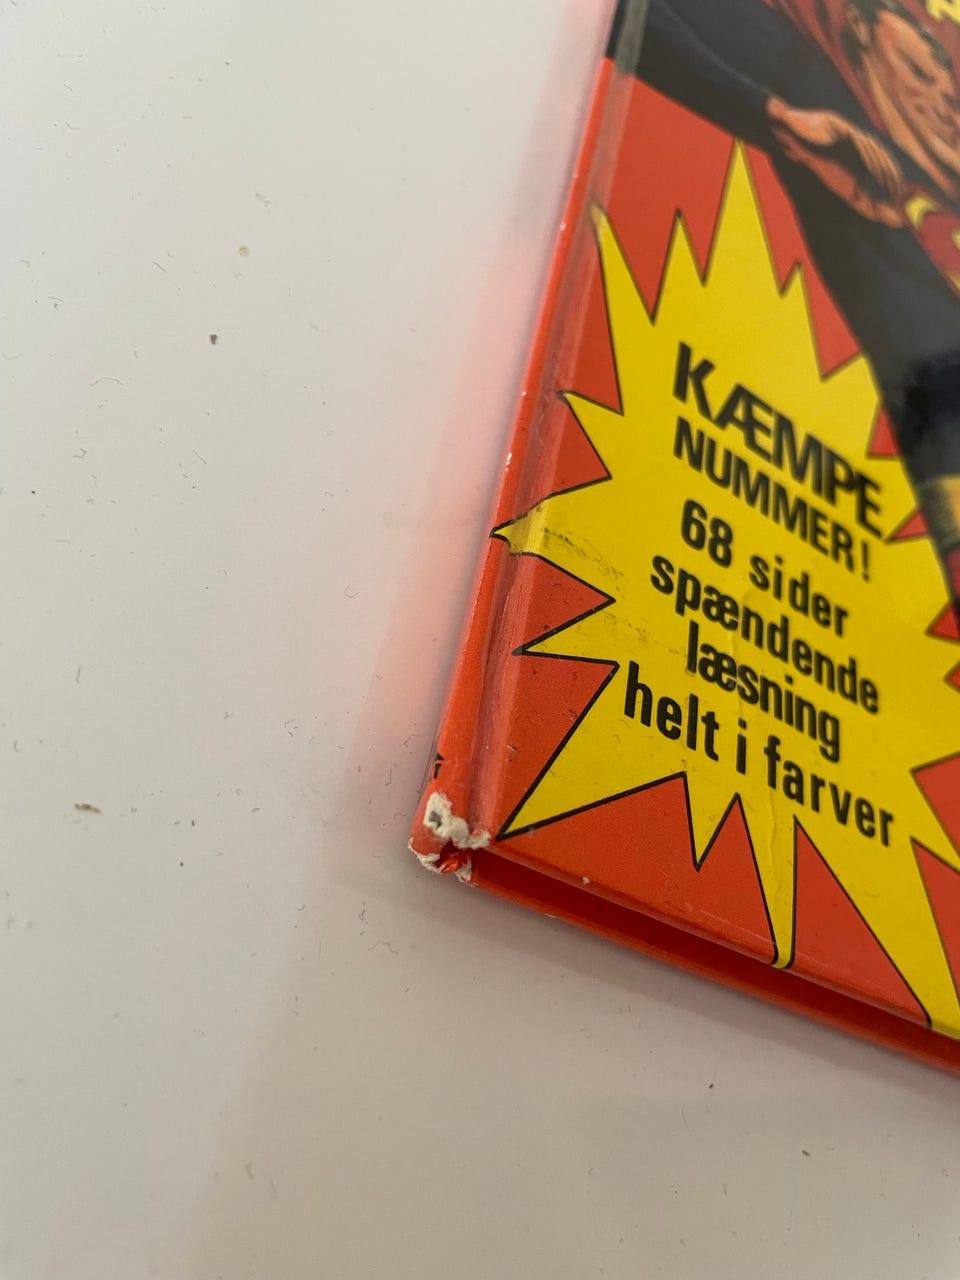 KÆMPE
NUMMER!
68 sider
spændende
læsning
helt i farver